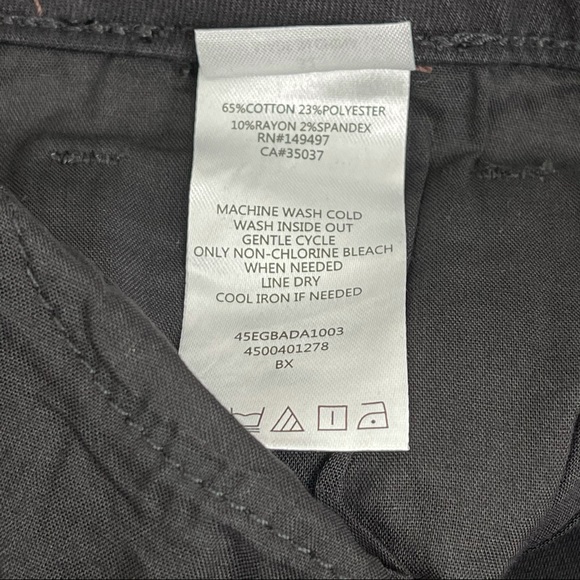 65%COTTON 23%POLYESTER
10%RAYON 2%SPANDEX
RN#149497
CA#35037
MACHINE WASH COLD
WASH INSIDE OUT
GENTLE CYCLE
ONLY NON-CHLORINE BLEACH
WHEN NEEDED
LINE DRY
COOL IRON IF NEEDED
45EGBADA1003
4500401278
BX